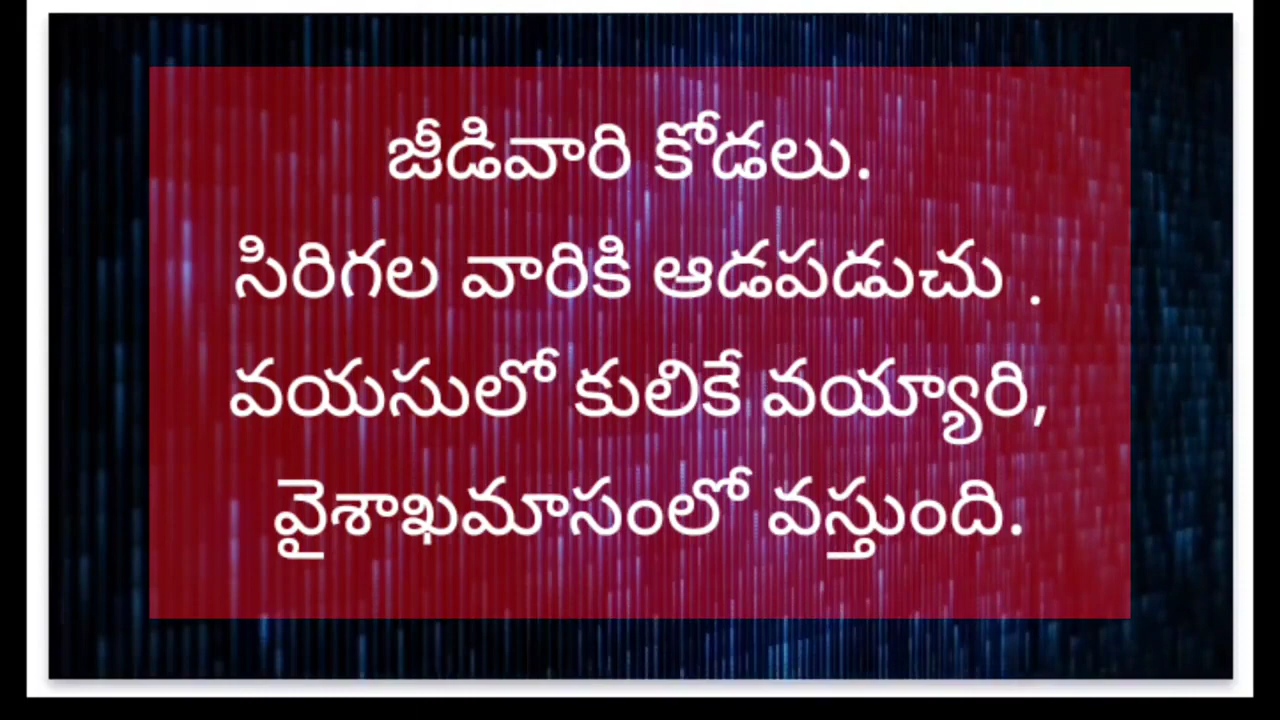 జీడివారి కోడలు.
సిరిగల వారికి ఆడపడుచు .
వయసులో కులికే వయ్యారి,
వైశాఖమాసంలో వస్తుంది.